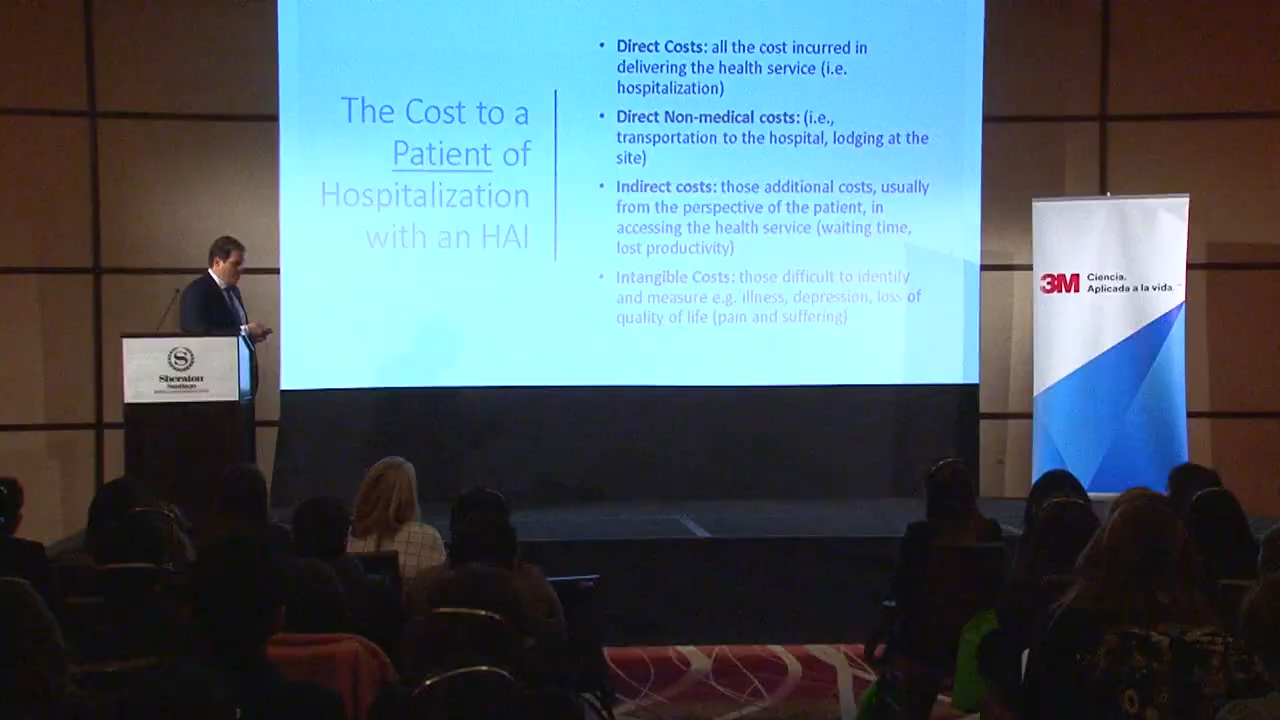 The Cost to a
Patient of
Hospitalization
with an HAI
• Direct Costs: all the cost incurred in
delivering the health service (i.e.
hospitalization)
• Direct Non-medical costs: (i.e.,
transportation to the hospital, lodging at the
site)
• Indirect costs: those additional costs, usually
from the perspective of the patient, in
accessing the health service (waiting time,
lost productivity)
• Intangible Costs: those difficult to identify
and measure e.g. illness, depression, loss of
quality of life (pain and suffering)
S
Sheraton
Santiago
3M Ciencia.
Aplicada a la vida.